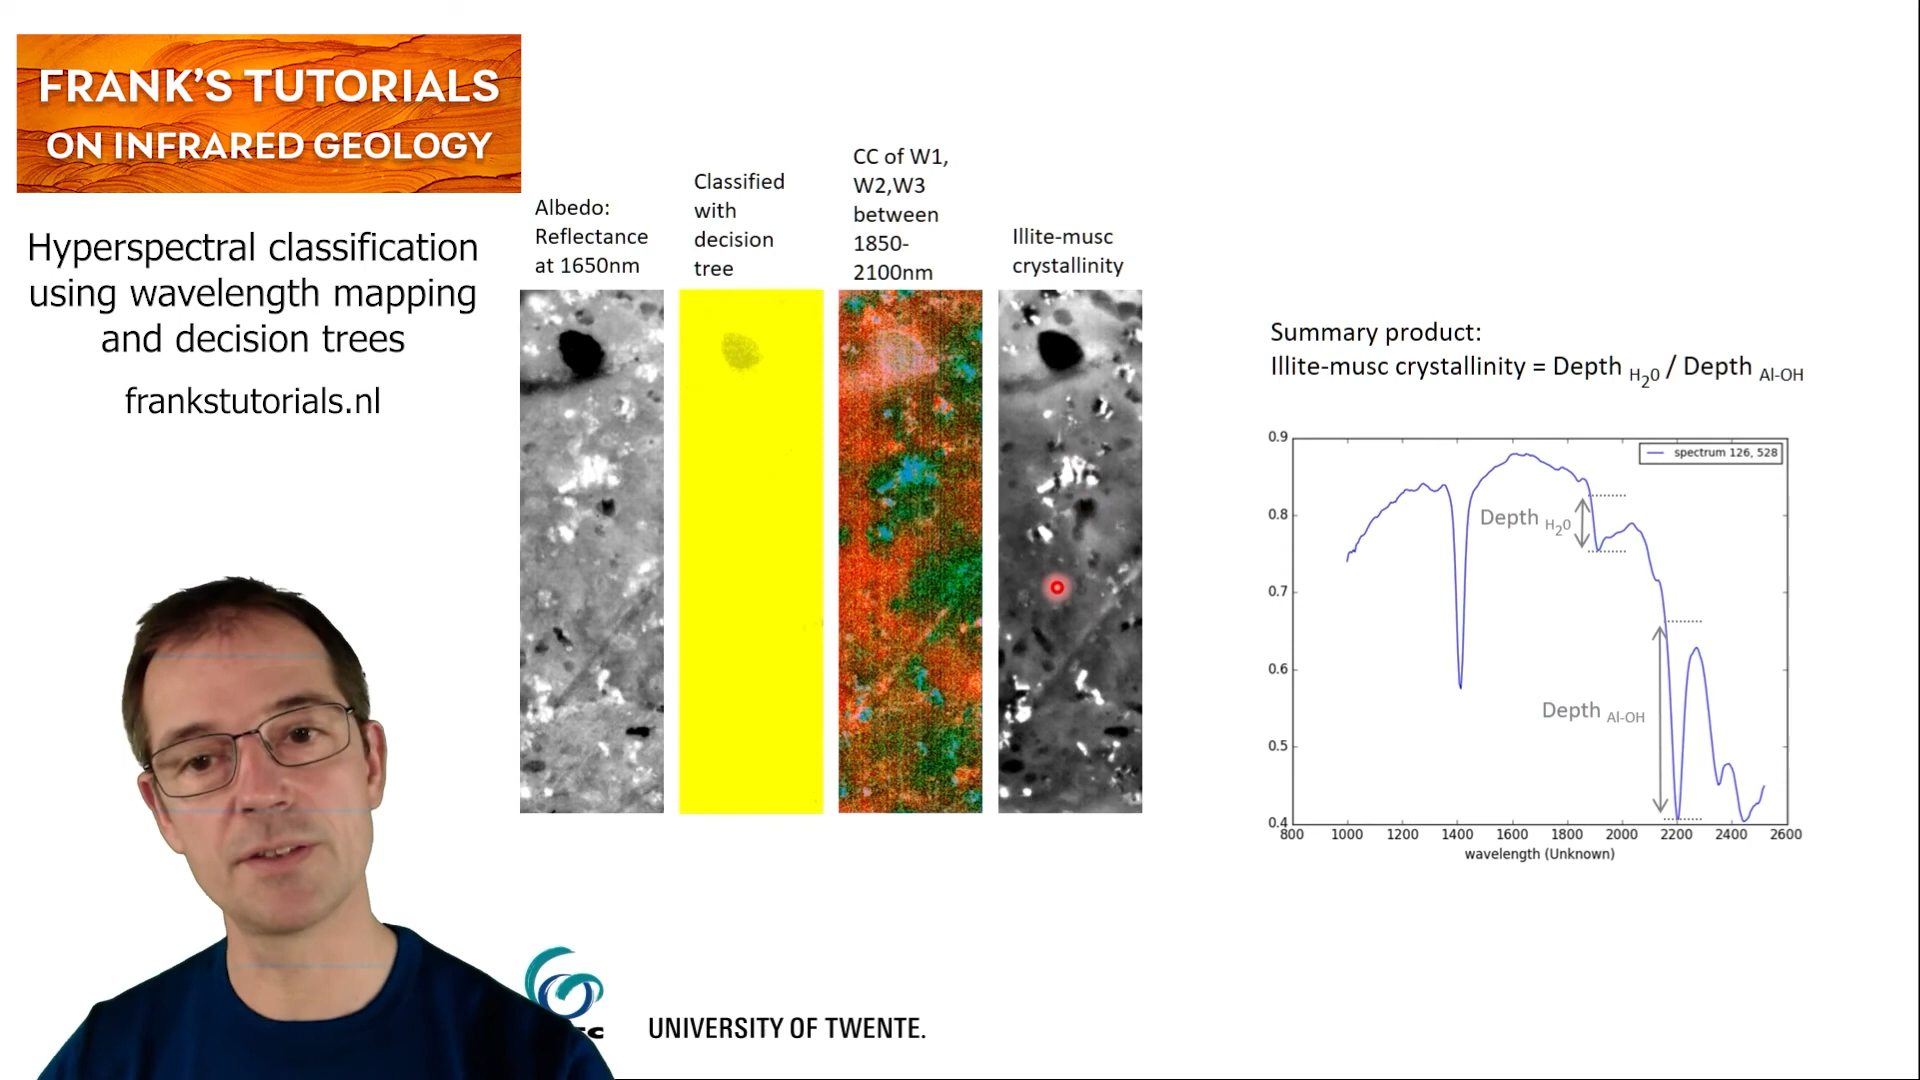 FRANK'S TUTORIALS
ON INFRARED GEOLOGY
Hyperspectral classification
using wavelength mapping
and decision trees
frankstutorials.nl
Albedo:
Reflectance
at 1650nm
Classified
with
decision
tree
CC of W1,
W2,W3
between
1850-
2100nm
Illite-musc
crystallinity
Summary product:
Illite-musc crystallinity = Depth H20 / Depth Al-OH
spectrum 126, 528
Depth H20
Depth Al-OH
0.9
0.8
0.7
0.6
0.5
0.4
800 1000 1200 1400 1600 1800 2000 2200 2400 2600
wavelength (Unknown)
UNIVERSITY OF TWENTE.